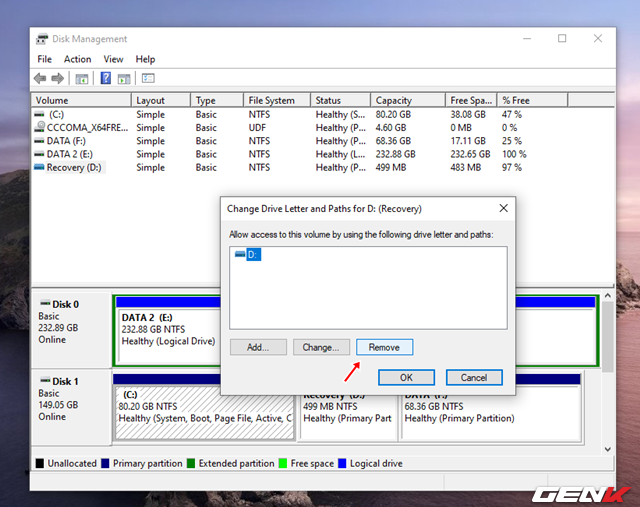 Disk Management
File Action View Help
Volume Layout Type File System Status Capacity Free Spa... % Free
(C:) Simple Basic NTFS Healthy (S... 80.20 GB 38.08 GB 47 %
CCCOMA_X64FRE... Simple Basic UDF Healthy (P... 4.60 GB 0 MB 0 %
DATA (F:) Simple Basic NTFS Healthy (P... 68.36 GB 17.11 GB 25 %
DATA 2 (E:) Simple Basic NTFS Healthy (L... 232.88 GB 232.65 GB 100 %
Recovery (D:) Simple Basic NTFS Healthy (P... 499 MB 483 MB 97 %
Change Drive Letter and Paths for D: (Recovery)
Allow access to this volume by using the following drive letter and paths:
D:
Add... Change... Remove
OK Cancel
Disk 0
Basic
232.89 GB
Online
DATA 2 (E:)
232.88 GB NTFS
Healthy (Logical Drive)
Disk 1
Basic
149.05 GB
Online
(C:)
80.20 GB NTFS
Healthy (System, Boot, Page File, Active, C
Recovery (D:)
499 MB NTFS
Healthy (Primary Part
DATA (F:)
68.36 GB NTFS
Healthy (Primary Partition)
Unallocated Primary partition Extended partition Free space Logical drive
GENK